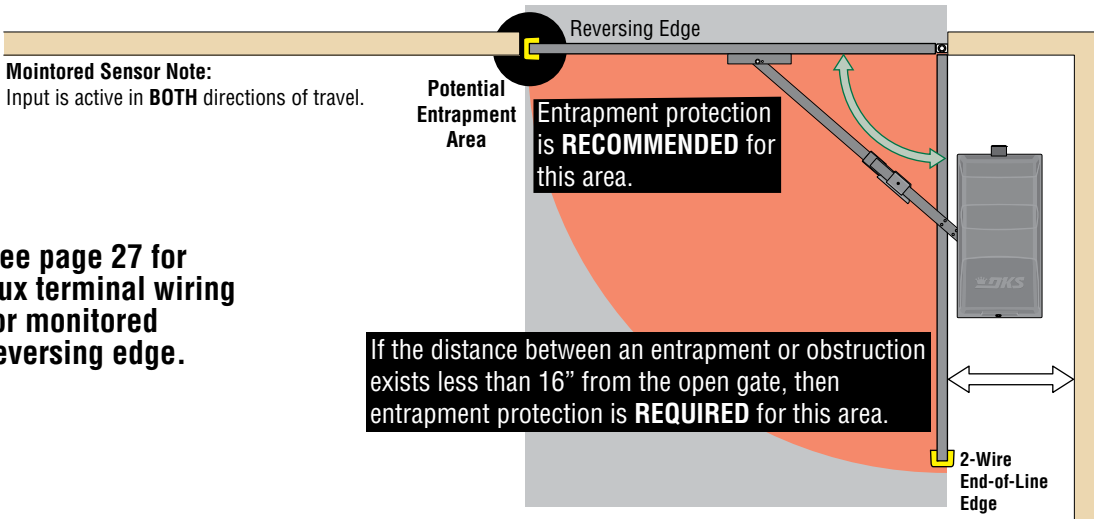 Reversing Edge
Mointored Sensor Note:
Input is active in BOTH directions of travel.
Potential
Entrapment
Area
Entrapment protection
is RECOMMENDED for
this area.
ee page 27 for
ux terminal wiring
or monitored
eversing edge.
DKS
If the distance between an entrapment or obstruction
exists less than 16” from the open gate, then
entrapment protection is REQUIRED for this area.
2-Wire
End-of-Line
Edge